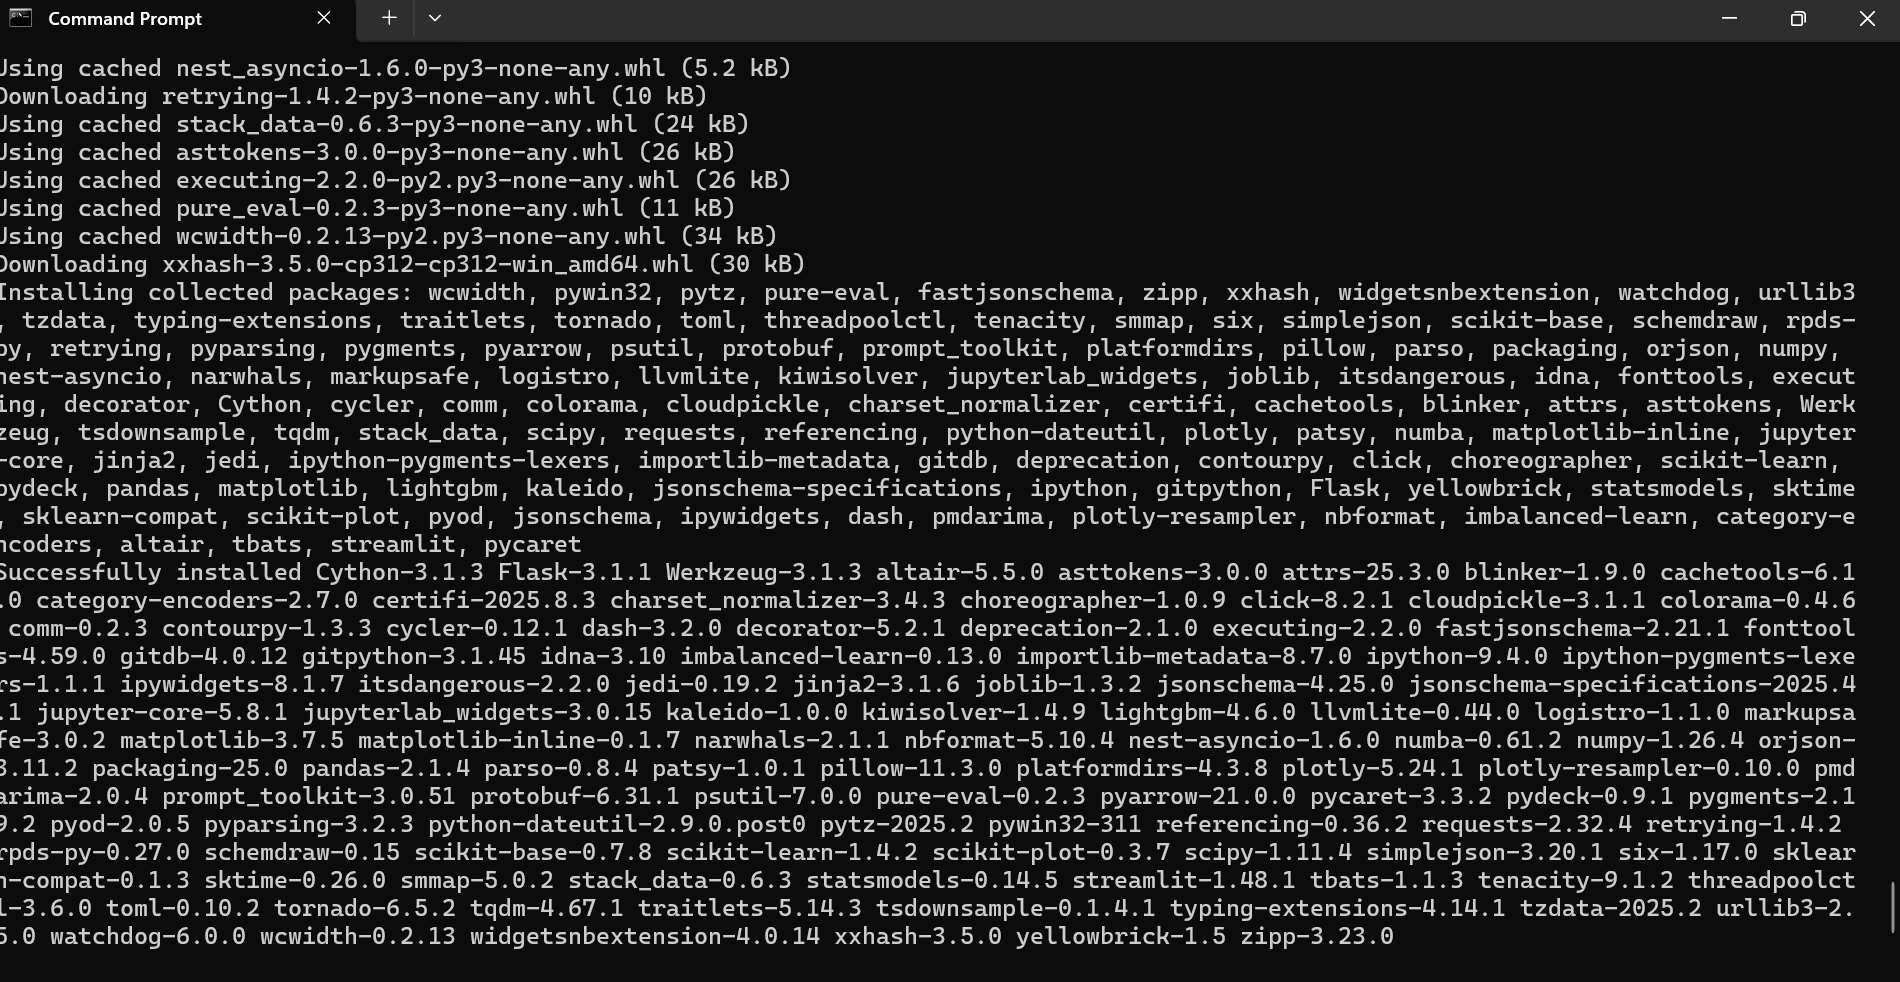 Command Prompt
Using cached nest_asyncio-1.6.0-py3-none-any.whl (5.2 kB)
Downloading retrying-1.4.2-py3-none-any.whl (10 kB)
Using cached stack_data-0.6.3-py3-none-any.whl (24 kB)
Using cached asttokens-3.0.0-py3-none-any.whl (26 kB)
Using cached executing-2.2.0-py2.py3-none-any.whl (26 kB)
Using cached pure_eval-0.2.3-py3-none-any.whl (11 kB)
Using cached wcwidth-0.2.13-py2.py3-none-any.whl (34 kB)
Downloading xxhash-3.5.0-cp312-cp312-win_amd64.whl (30 kB)
Installing collected packages: wcwidth, pywin32, pytz, pure-eval, fastjsonschema, zipp, xxhash, widgetsnbextension, watchdog, urllib3
, tzdata, typing-extensions, traitlets, tornado, toml, threadpoolctl, tenacity, smmap, six, simplejson, scikit-base, schemdraw, rpds-
py, retrying, pyparsing, pygments, pyarrow, psutil, protobuf, prompt_toolkit, platformdirs, pillow, parso, packaging, orjson, numpy,
nest-asyncio, narwhals, markupsafe, logistro, llvmlite, kiwisolver, jupyterlab_widgets, joblib, itsdangerous, idna, fonttools, execut
ing, decorator, Cython, cycler, comm, colorama, cloudpickle, charset_normalizer, certifi, cachetools, blinker, attrs, asttokens, Werk
zeug, tsdownsample, tqdm, stack_data, scipy, requests, referencing, python-dateutil, plotly, patsy, numba, matplotlib-inline, jupyter
-core, jinja2, jedi, ipython-pygments-lexers, importlib-metadata, gitdb, deprecation, contourpy, click, choreographer, scikit-learn,
pydeck, pandas, matplotlib, lightgbm, kaleido, jsonschema-specifications, ipython, gitpython, Flask, yellowbrick, statsmodels, sktime
, sklearn-compat, scikit-plot, pyod, jsonschema, ipywidgets, dash, pmdarima, plotly-resampler, nbformat, imbalanced-learn, category-e
ncoders, altair, tbats, streamlit, pycaret
Successfully installed Cython-3.1.3 Flask-3.1.1 Werkzeug-3.1.3 altair-5.5.0 asttokens-3.0.0 attrs-25.3.0 blinker-1.9.0 cachetools-6.1
.0 category-encoders-2.7.0 certifi-2025.8.3 charset_normalizer-3.4.3 choreographer-1.0.9 click-8.2.1 cloudpickle-3.1.1 colorama-0.4.6
comm-0.2.3 contourpy-1.3.3 cycler-0.12.1 dash-3.2.0 decorator-5.2.1 deprecation-2.1.0 executing-2.2.0 fastjsonschema-2.21.1 fonttool
s-4.59.0 gitdb-4.0.12 gitpython-3.1.45 idna-3.10 imbalanced-learn-0.13.0 importlib-metadata-8.7.0 ipython-9.4.0 ipython-pygments-lexe
rs-1.1.1 ipywidgets-8.1.7 itsdangerous-2.2.0 jedi-0.19.2 jinja2-3.1.6 joblib-1.3.2 jsonschema-4.25.0 jsonschema-specifications-2025.4
.1 jupyter-core-5.8.1 jupyterlab_widgets-3.0.15 kaleido-1.0.0 kiwisolver-1.4.9 lightgbm-4.6.0 llvmlite-0.44.0 logistro-1.1.0 markupsa
fe-3.0.2 matplotlib-3.7.5 matplotlib-inline-0.1.7 narwhals-2.1.1 nbformat-5.10.4 nest-asyncio-1.6.0 numba-0.61.2 numpy-1.26.4 orjson-
3.11.2 packaging-25.0 pandas-2.1.4 parso-0.8.4 patsy-1.0.1 pillow-11.3.0 platformdirs-4.3.8 plotly-5.24.1 plotly-resampler-0.10.0 pmd
arima-2.0.4 prompt_toolkit-3.0.51 protobuf-6.31.1 psutil-7.0.0 pure-eval-0.2.3 pyarrow-21.0.0 pycaret-3.3.2 pydeck-0.9.1 pygments-2.1
9.2 pyod-2.0.5 pyparsing-3.2.3 python-dateutil-2.9.0.post0 pytz-2025.2 pywin32-311 referencing-0.36.2 requests-2.32.4 retrying-1.4.2
rpds-py-0.27.0 schemdraw-0.15 scikit-base-0.7.8 scikit-learn-1.4.2 scikit-plot-0.3.7 scipy-1.11.4 simplejson-3.20.1 six-1.17.0 sklear
n-compat-0.1.3 sktime-0.26.0 smmap-5.0.2 stack_data-0.6.3 statsmodels-0.14.5 streamlit-1.48.1 tbats-1.1.3 tenacity-9.1.2 threadpoolct
l-3.6.0 toml-0.10.2 tornado-6.5.2 tqdm-4.67.1 traitlets-5.14.3 tsdownsample-0.1.4.1 typing-extensions-4.14.1 tzdata-2025.2 urllib3-2.
5.0 watchdog-6.0.0 wcwidth-0.2.13 widgetsnbextension-4.0.14 xxhash-3.5.0 yellowbrick-1.5 zipp-3.23.0